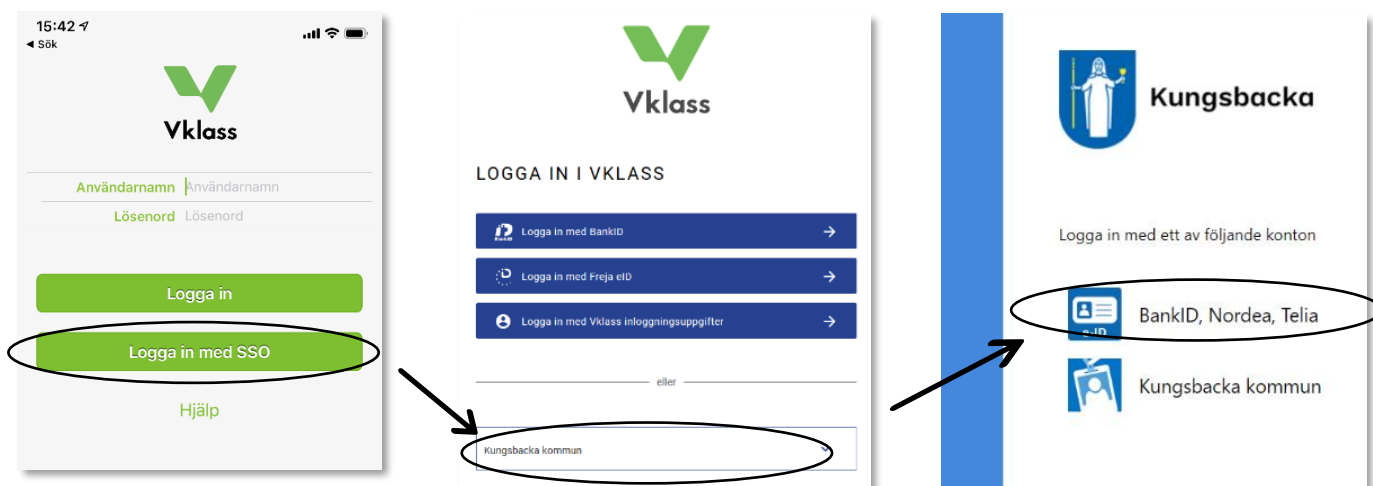 15:42
◄ Sök
Vklass
Användarnamn Användarnamn
Lösenord Lösenord
Logga in
Logga in med SSO
Hjälp
Vklass
LOGGA IN I VKLASS
BankID Logga in med BankID
Logga in med Freja eID
Logga in med Vklass inloggningsuppgifter
eller
Kungsbacka kommun
Kungsbacka
Logga in med ett av följande konton
e-ID BankID, Nordea, Telia
Kungsbacka kommun